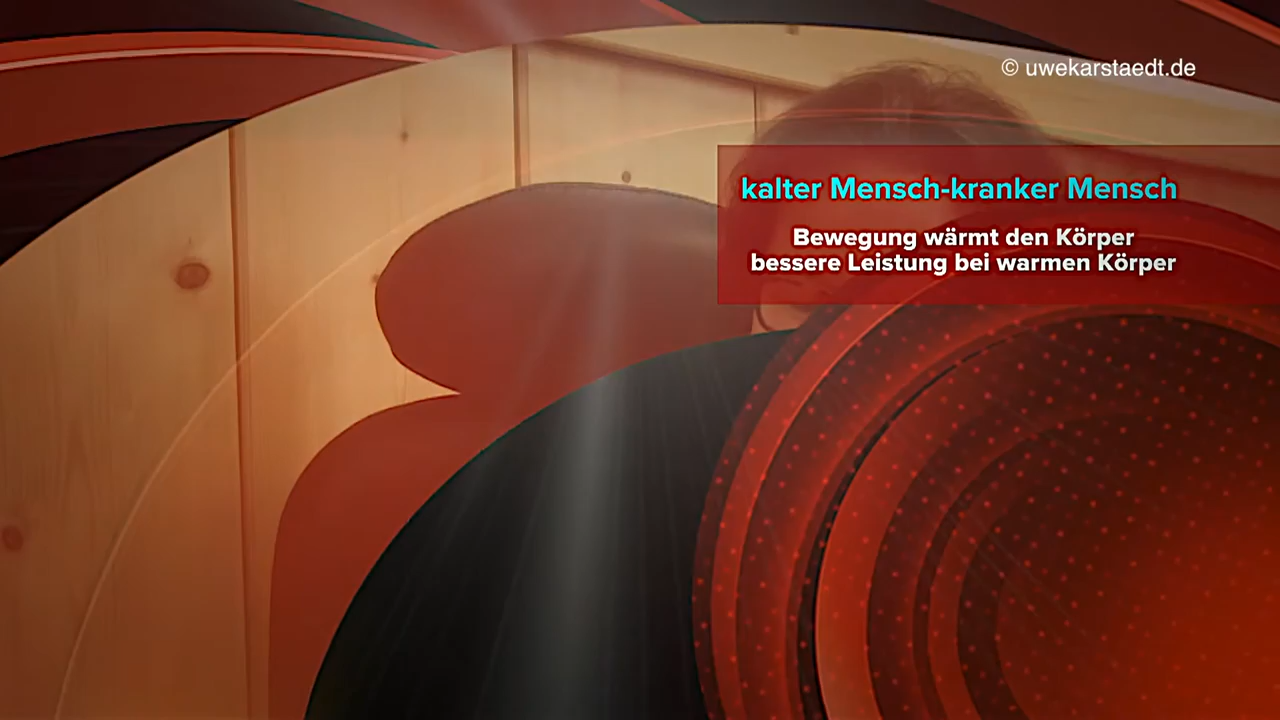 © uwekarstaedt.de
kalter Mensch-kranker Mensch
Bewegung wärmt den Körper
bessere Leistung bei warmen Körper